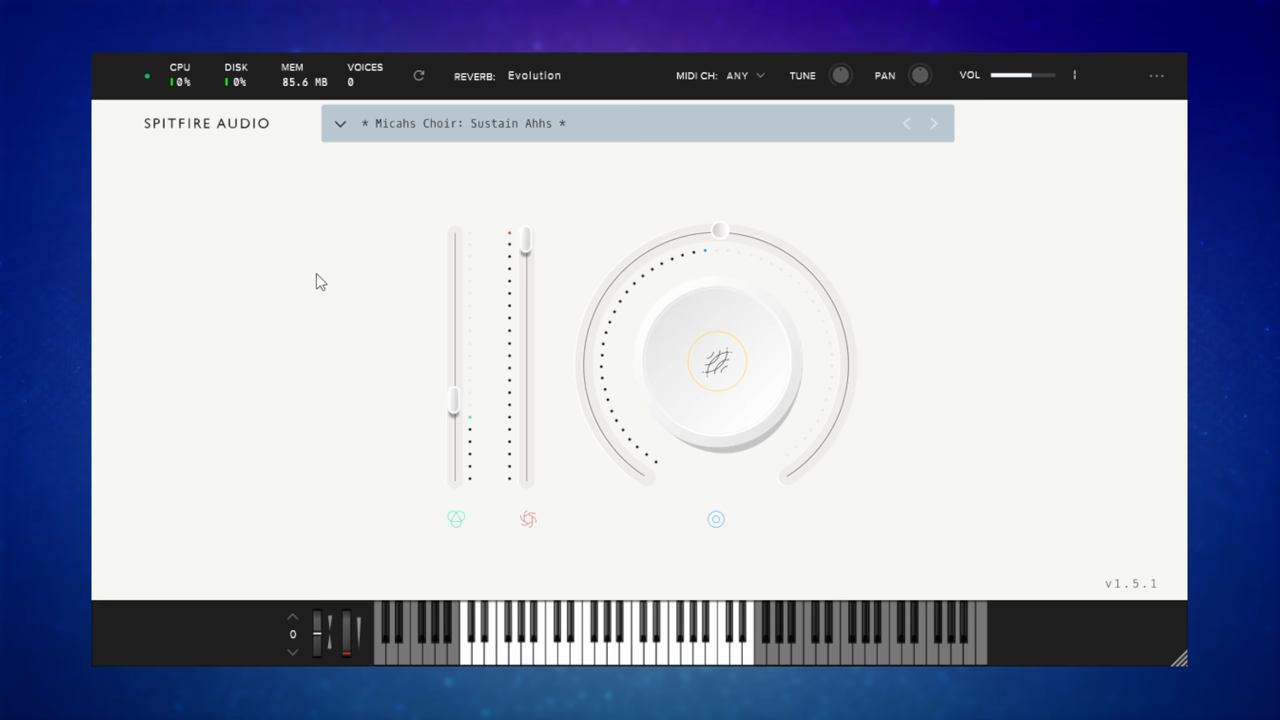 CPU DISK MEM VOICES
0% 0% 85.6 MB 0
REVERB: Evolution MIDI CH: ANY TUNE PAN VOL
SPITFIRE AUDIO * Micahs Choir: Sustain Ahhs *
v1.5.1
0